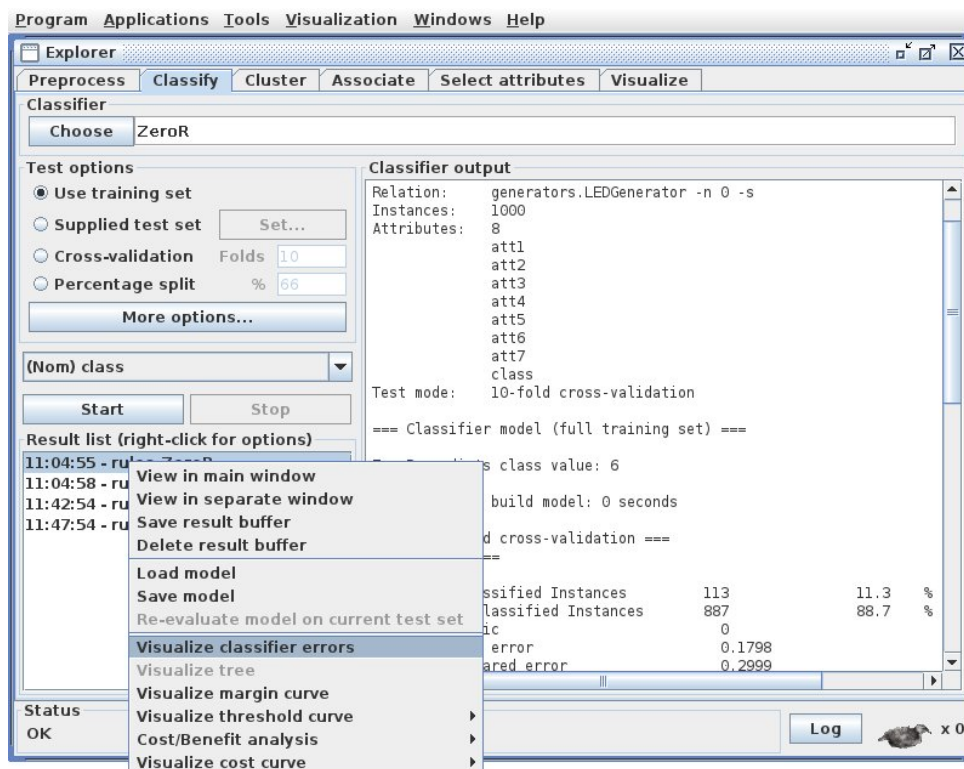 Program Applications Tools Visualization Windows Help
Explorer
Preprocess Classify Cluster Associate Select attributes Visualize
Classifier
Choose ZeroR
Test options
Use training set
Supplied test set Set...
Cross-validation Folds 10
Percentage split % 66
More options...
(Nom) class
Start Stop
Result list (right-click for options)
11:04:55 - rules.ZeroR
11:04:58 - ru
11:42:54 - ru
11:47:54 - ru
View in main window
View in separate window
Save result buffer
Delete result buffer
Load model
Save model
Re-evaluate model on current test set
Visualize classifier errors
Visualize tree
Visualize margin curve
Visualize threshold curve
Cost/Benefit analysis
Visualize cost curve
Classifier output
Relation: generators.LEDGenerator -n 0 -s
Instances: 1000
Attributes: 8
att1
att2
att3
att4
att5
att6
att7
class
Test mode: 10-fold cross-validation
=== Classifier model (full training set) ===
class value: 6
build model: 0 seconds
cross-validation ===
==
ssified Instances 113 11.3 %
lassified Instances 887 88.7 %
ic 0
error 0.1798
ared error 0.2999
Status
OK
Log
x 0